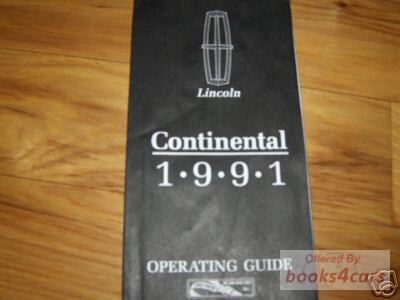 Lincoln
Continental
1·9·9·1
OPERATING GUIDE
Offered By
books4cars